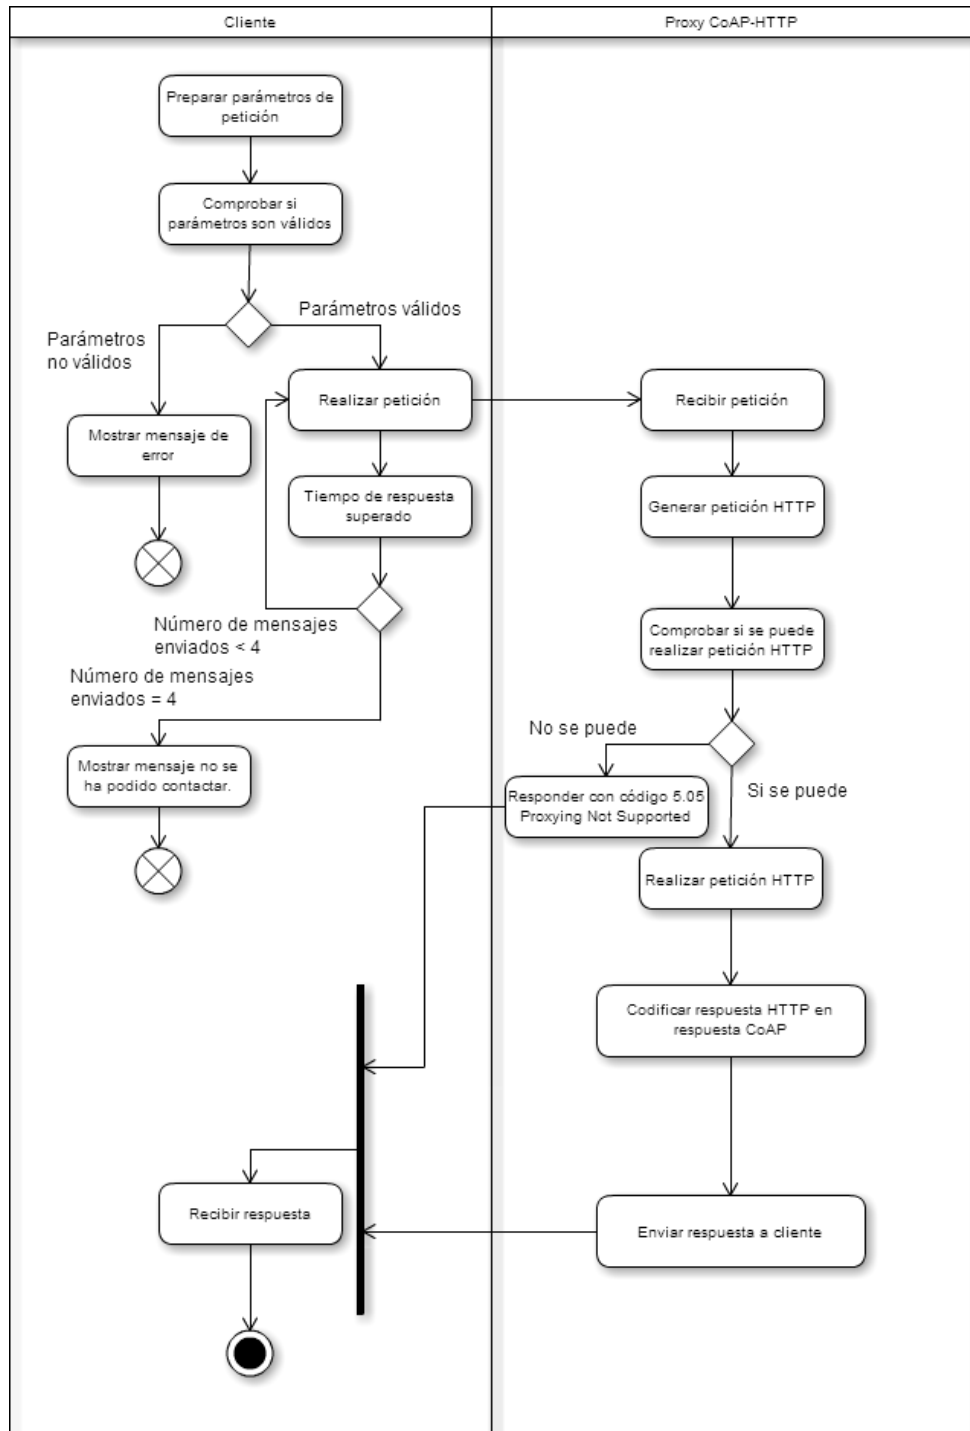 Cliente
Proxy CoAP-HTTP
Preparar parámetros de
petición
Comprobar si
parámetros son válidos
Parámetros válidos
Parámetros
no válidos
Realizar petición
Recibir petición
Mostrar mensaje de
error
Tiempo de respuesta
superado
Generar petición HTTP
Número de mensajes
enviados < 4
Comprobar si se puede
realizar petición HTTP
Número de mensajes
enviados = 4
No se puede
Mostrar mensaje no se
ha podido contactar.
Responder con código 5.05
Proxying Not Supported
Si se puede
Realizar petición HTTP
Codificar respuesta HTTP en
respuesta CoAP
Recibir respuesta
Enviar respuesta a cliente